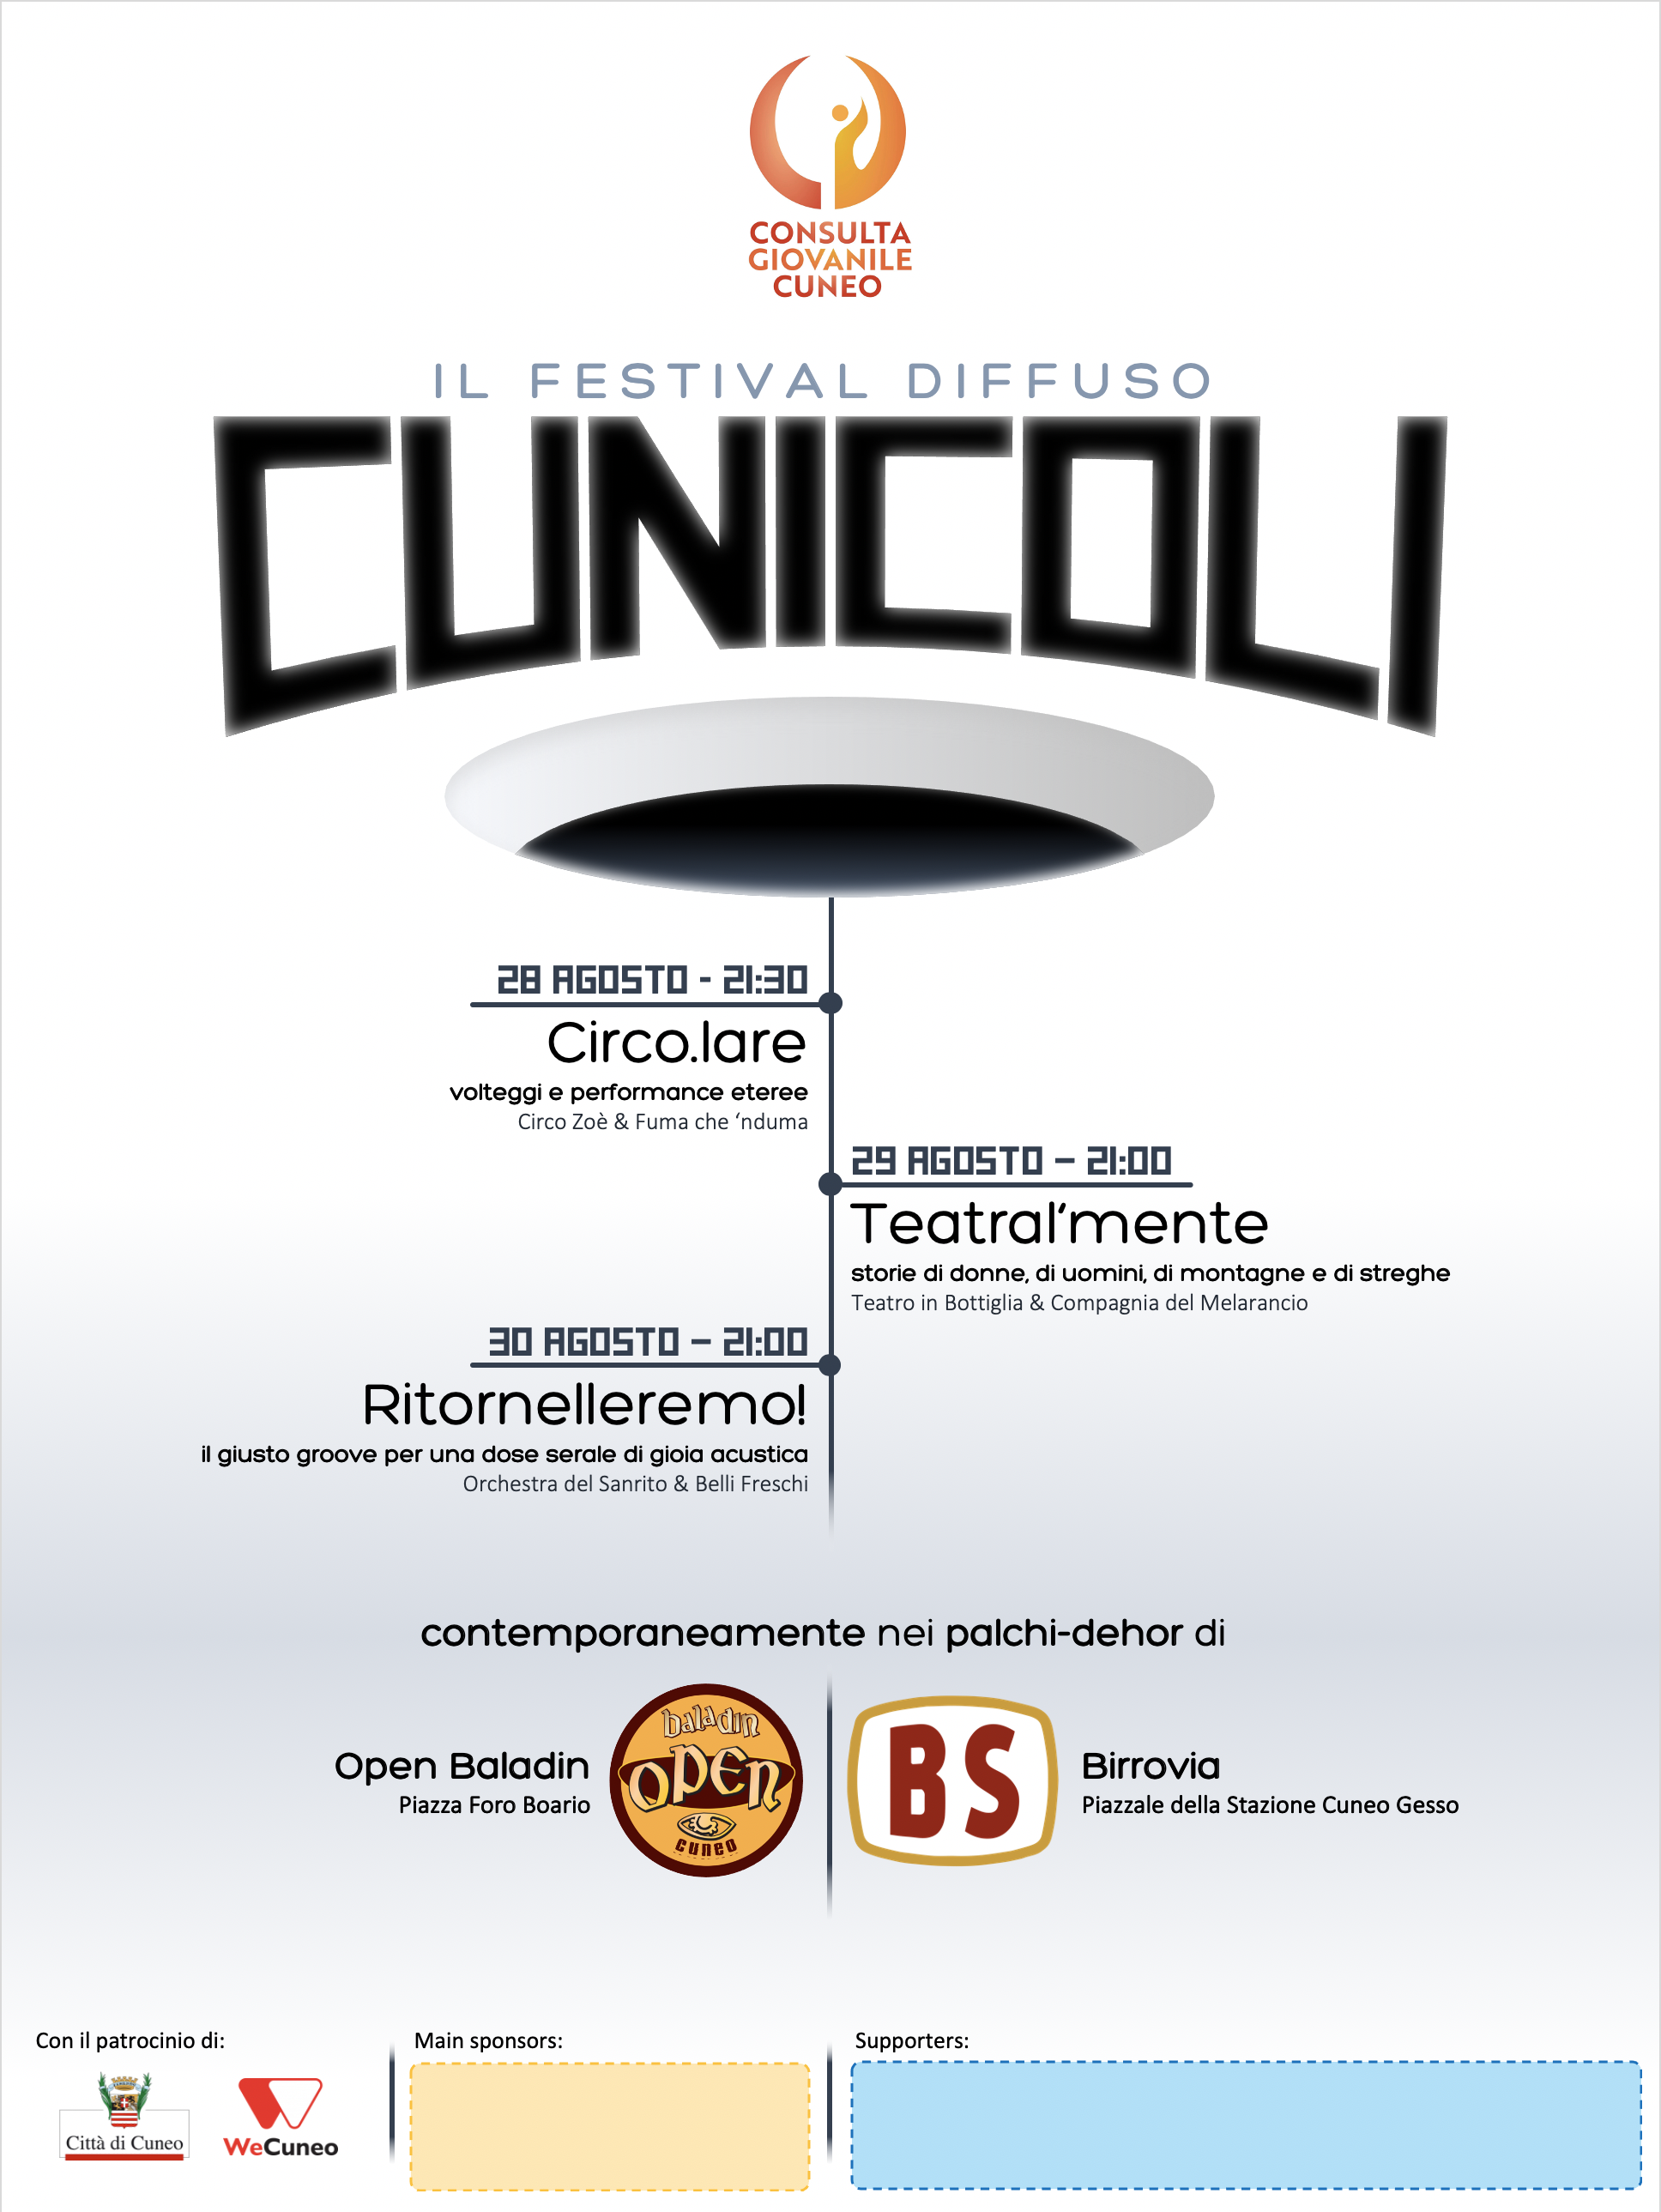 CONSULTA
GIOVANILE
CUNEO
IL FESTIVAL DIFFUSO
CUNICOLI
28 AGOSTO - 21:30
Circo.lare
volteggi e performance eteree
Circo Zoè & Fuma che ‘nduma
29 AGOSTO – 21:00
Teatral’mente
storie di donne, di uomini, di montagne e di streghe
Teatro in Bottiglia & Compagnia del Melarancio
30 AGOSTO – 21:00
Ritornelleremo!
il giusto groove per una dose serale di gioia acustica
Orchestra del Sanrito & Belli Freschi
contemporaneamente nei palchi-dehor di
Open Baladin
Piazza Foro Boario
baladin
OPEN
CUNEO
BS
Birrovia
Piazzale della Stazione Cuneo Gesso
Con il patrocinio di:
Città di Cuneo
WeCuneo
Main sponsors:
Supporters: